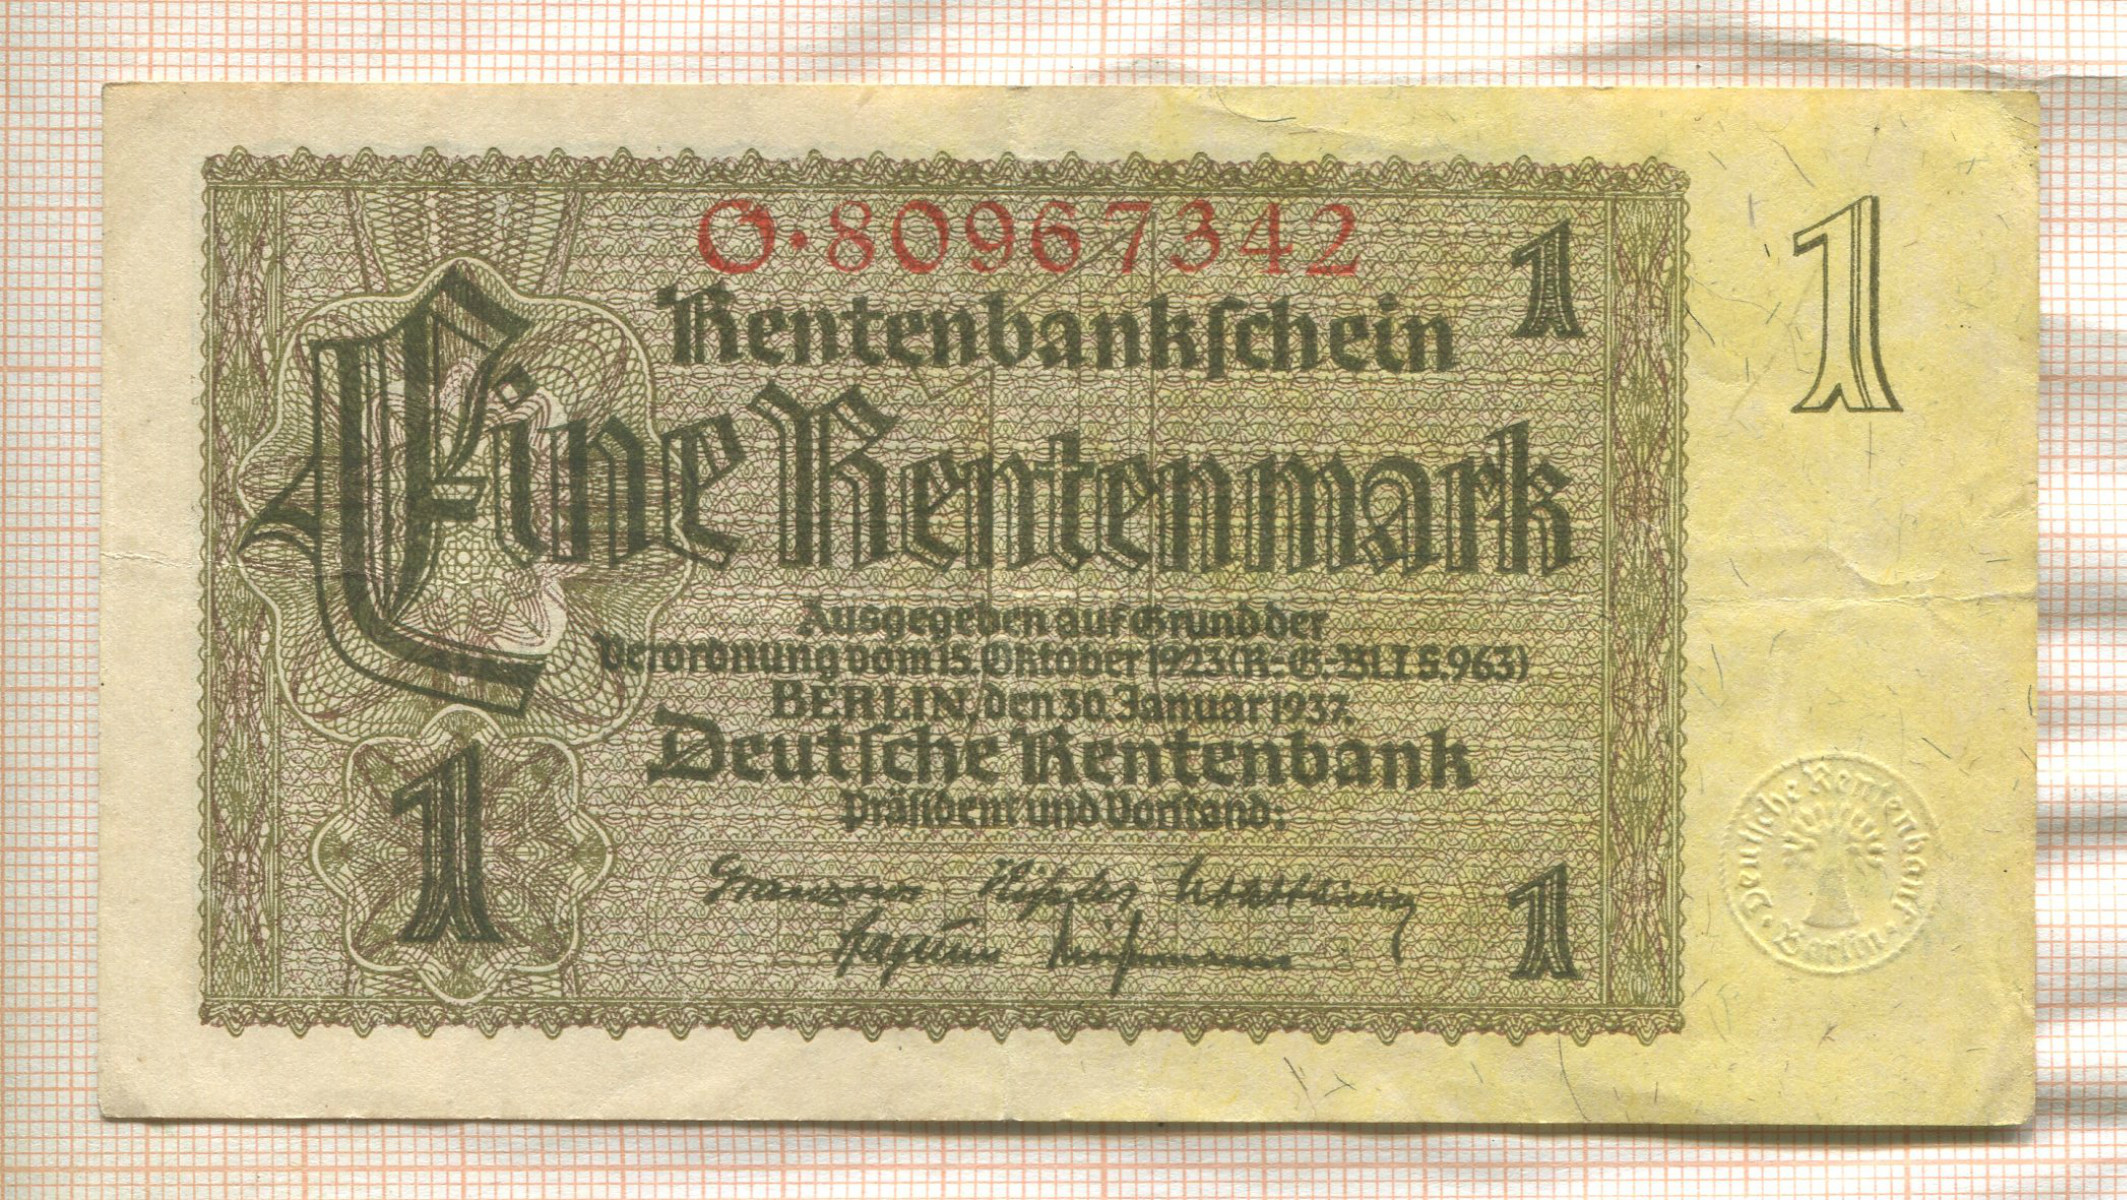 O·80967342
1
1
Rentenbankſchein
Eine Rentenmark
Ausgegeben auf Grund der
Verordnung vom 15. Oktober 1923 (R.-G.-Bl. I S. 963)
BERLIN, den 30. Januar 1937.
Deutſche Rentenbank
Präſident und Vorſtand:
1
1
Deutſche Rentenbank
Berlin